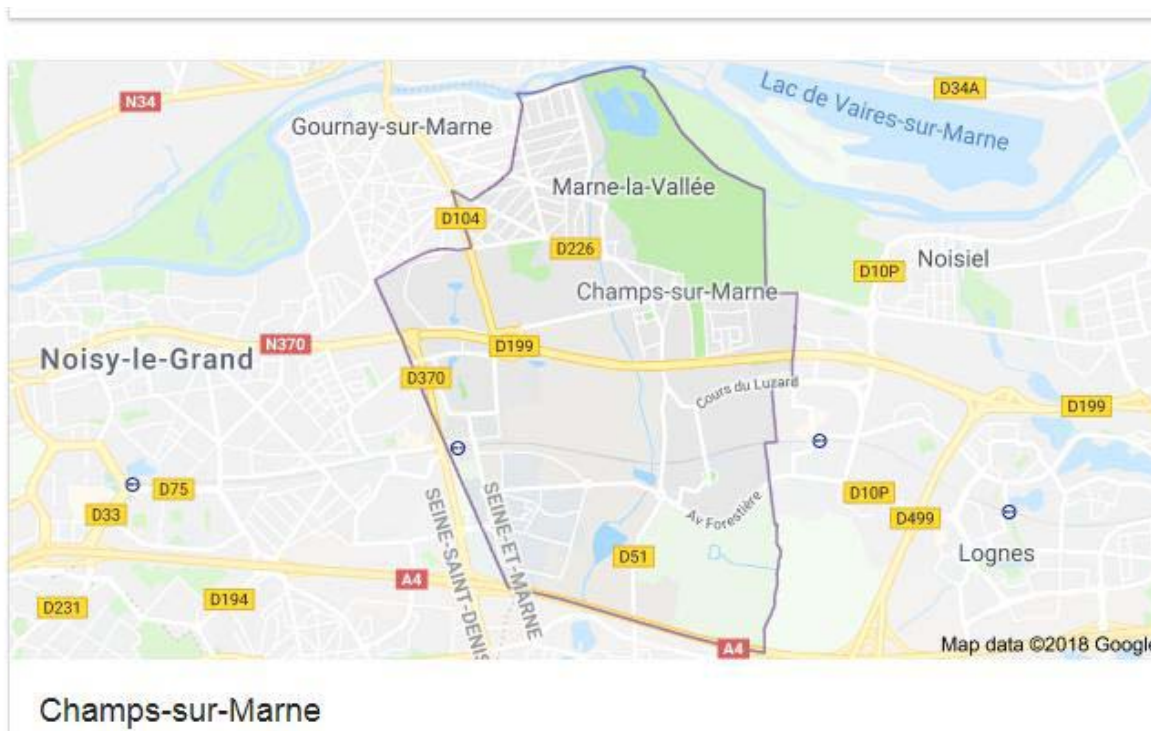 N34
D34A
Lac de Vaires-sur-Marne
Gournay-sur-Marne
Marne-la-Vallée
D104
D226
Noisiel
D10P
Champs-sur-Marne
N370
Noisy-le-Grand
D199
D370
Cours du Luzard
D199
D75
D33
SEINE-SAINT-DENIS
SEINE-ET-MARNE
Av Forestière
D10P
D499
D51
Lognes
A4
D231
D194
A4
Map data ©2018 Google
Champs-sur-Marne